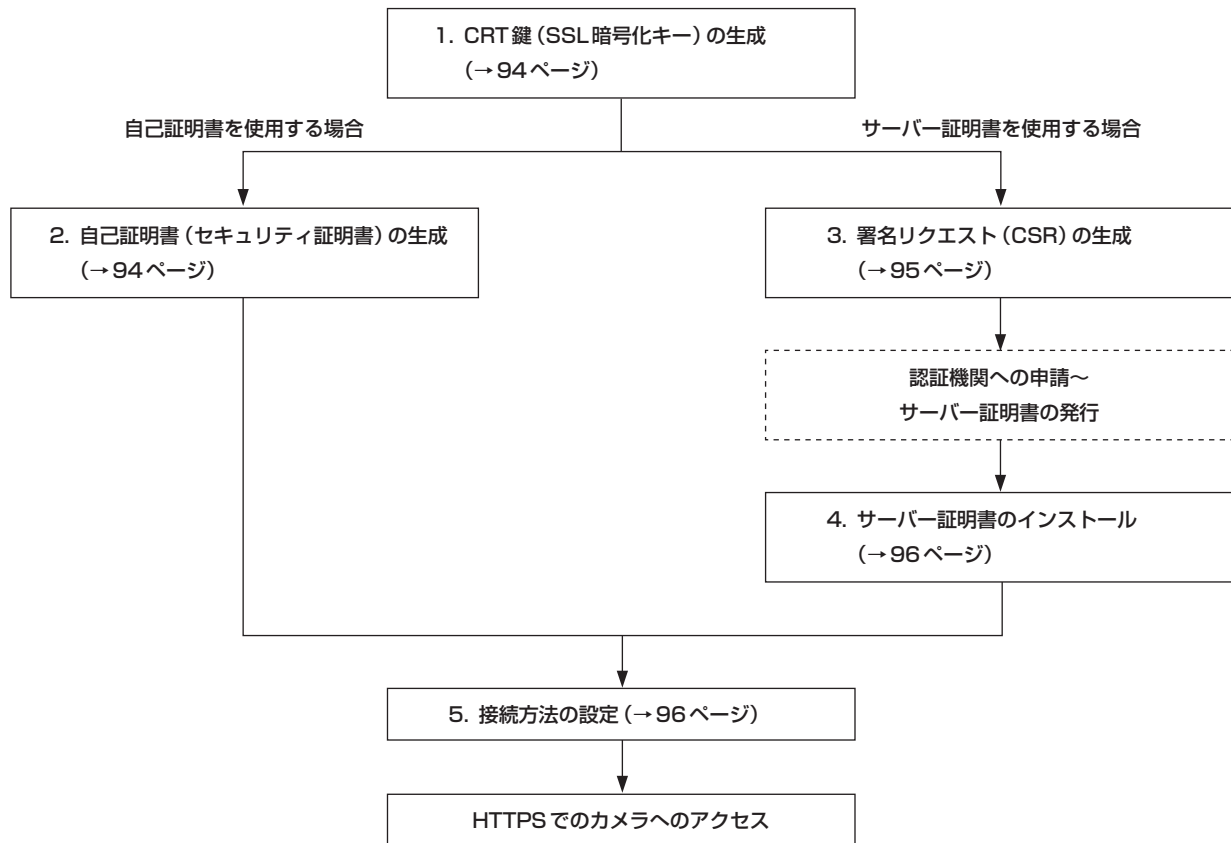 1. CRT鍵（SSL暗号化キー）の生成
（→94ページ）
自己証明書を使用する場合
サーバー証明書を使用する場合
2. 自己証明書（セキュリティ証明書）の生成
（→94ページ）
3. 署名リクエスト（CSR）の生成
（→95ページ）
認証機関への申請～
サーバー証明書の発行
4. サーバー証明書のインストール
（→96ページ）
5. 接続方法の設定（→96ページ）
HTTPSでのカメラへのアクセス